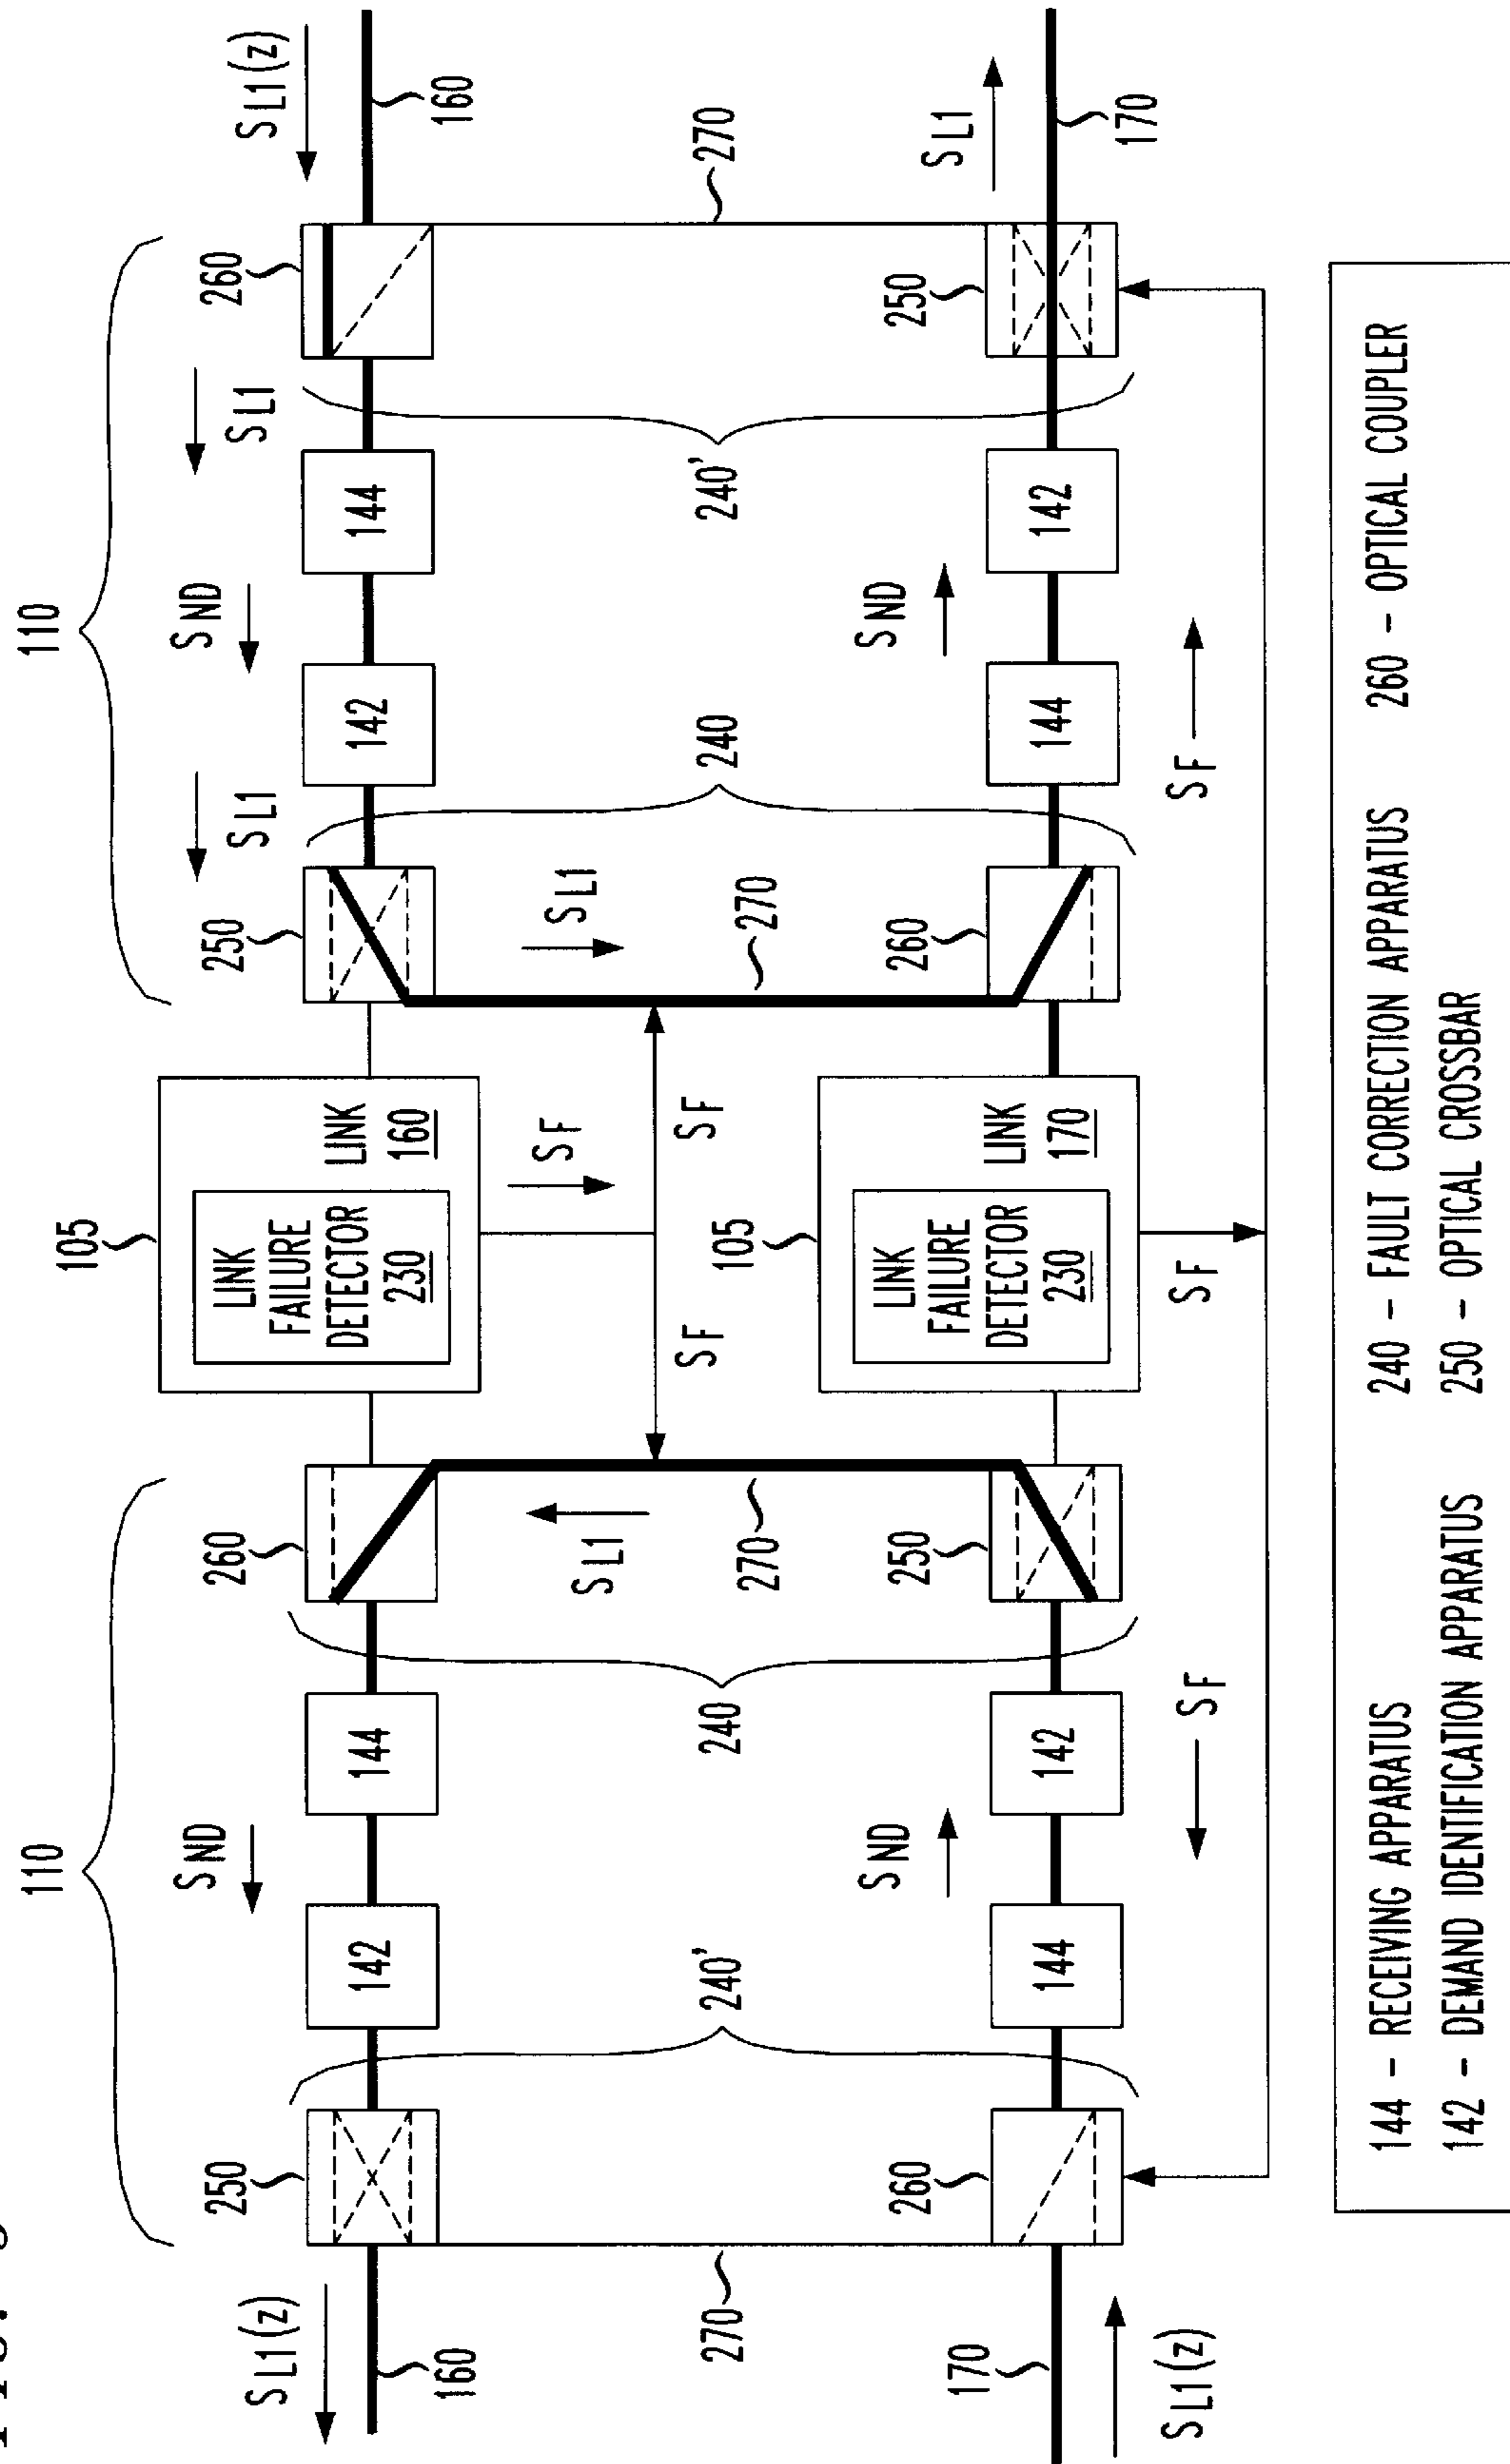 FIG.
110
105
110
S L1(z)
S ND
S ND
S L1(z)
S L1
S L1
250
260
250
260
142
144
LINK FAILURE DETECTOR 230
LINK 160
142
144
160
160
S F
S L1
S L1
270
240'
240
270
S F
S F
270
240
240'
270
105
S ND
S ND
S L1
260
250
260
250
144
142
LINK FAILURE DETECTOR 230
LINK 170
144
142
170
170
S L1(z)
S F
S F
S F
144 - RECEIVING APPARATUS
240 - FAULT CORRECTION APPARATUS
260 - OPTICAL COUPLER
142 - DEMAND IDENTIFICATION APPARATUS
250 - OPTICAL CROSSBAR